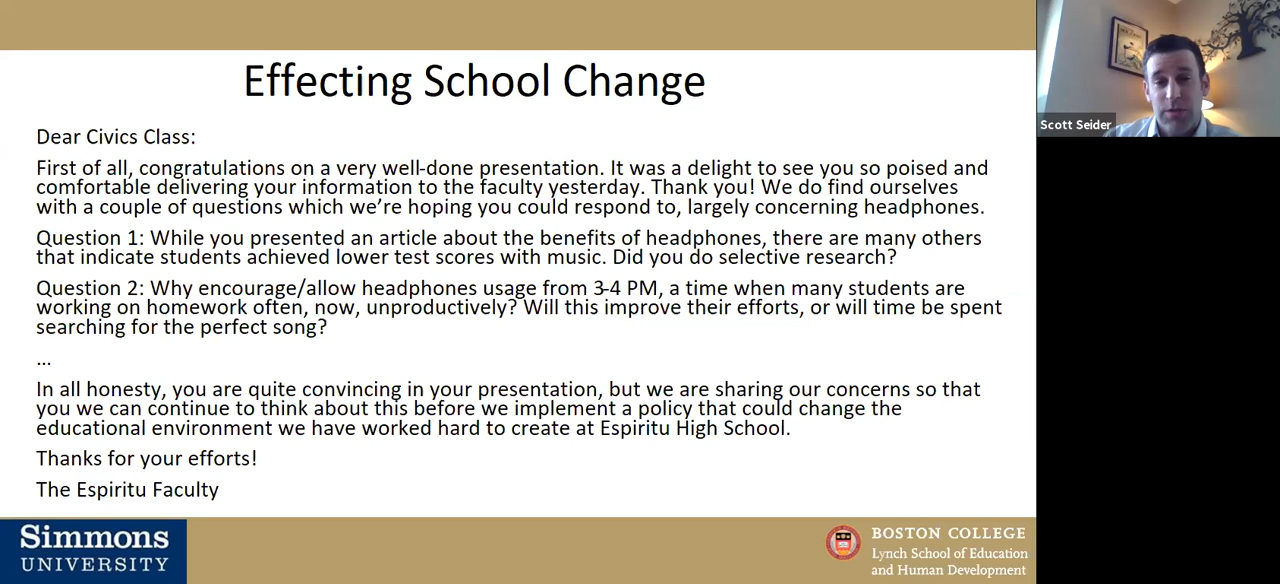 Effecting School Change
Dear Civics Class:
First of all, congratulations on a very well-done presentation. It was a delight to see you so poised and
comfortable delivering your information to the faculty yesterday. Thank you! We do find ourselves
with a couple of questions which we're hoping you could respond to, largely concerning headphones.
Question 1: While you presented an article about the benefits of headphones, there are many others
that indicate students achieved lower test scores with music. Did you do selective research?
Question 2: Why encourage/allow headphones usage from 3-4 PM, a time when many students are
working on homework often, now, unproductively? Will this improve their efforts, or will time be spent
searching for the perfect song?
...
In all honesty, you are quite convincing in your presentation, but we are sharing our concerns so that
you we can continue to think about this before we implement a policy that could change the
educational environment we have worked hard to create at Espiritu High School.
Thanks for your efforts!
The Espiritu Faculty
Simmons
UNIVERSITY
BOSTON COLLEGE
Lynch School of Education
and Human Development
Scott Seider